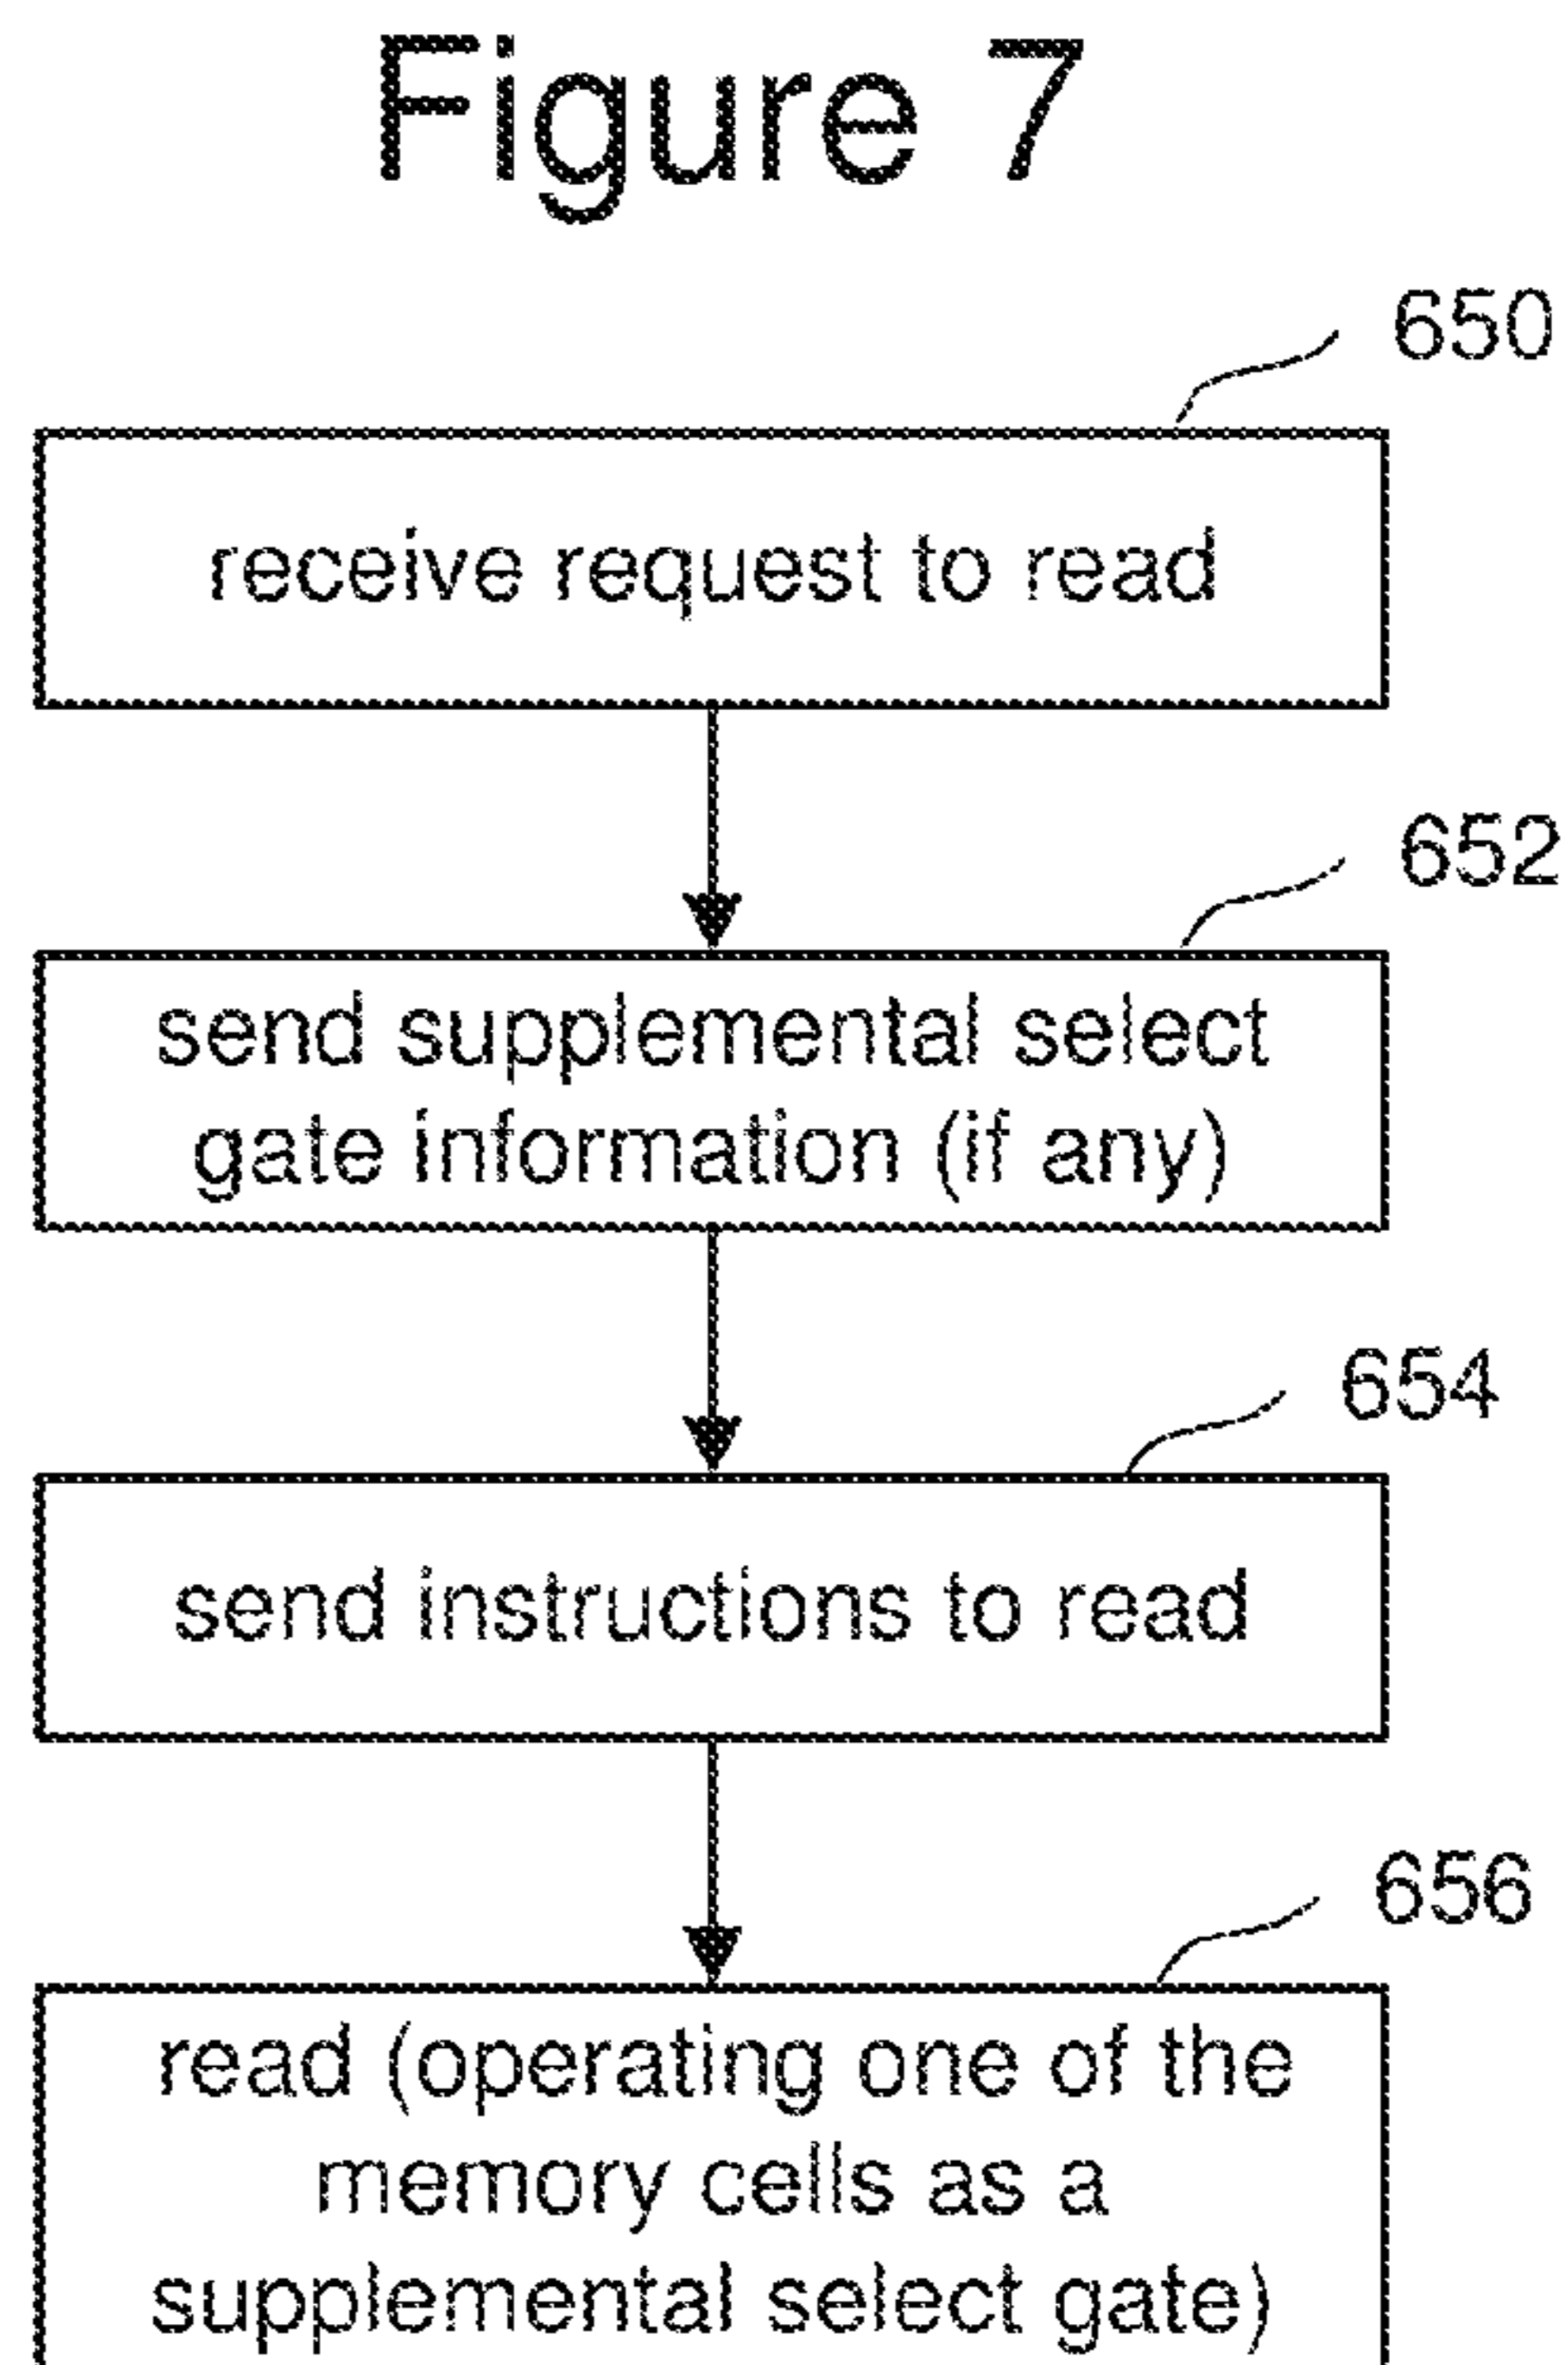 Figure 7
650
receive request to read
652
send supplemental select
gate information (if any)
654
send instructions to read
656
read (operating one of the
memory cells as a
supplemental select gate)